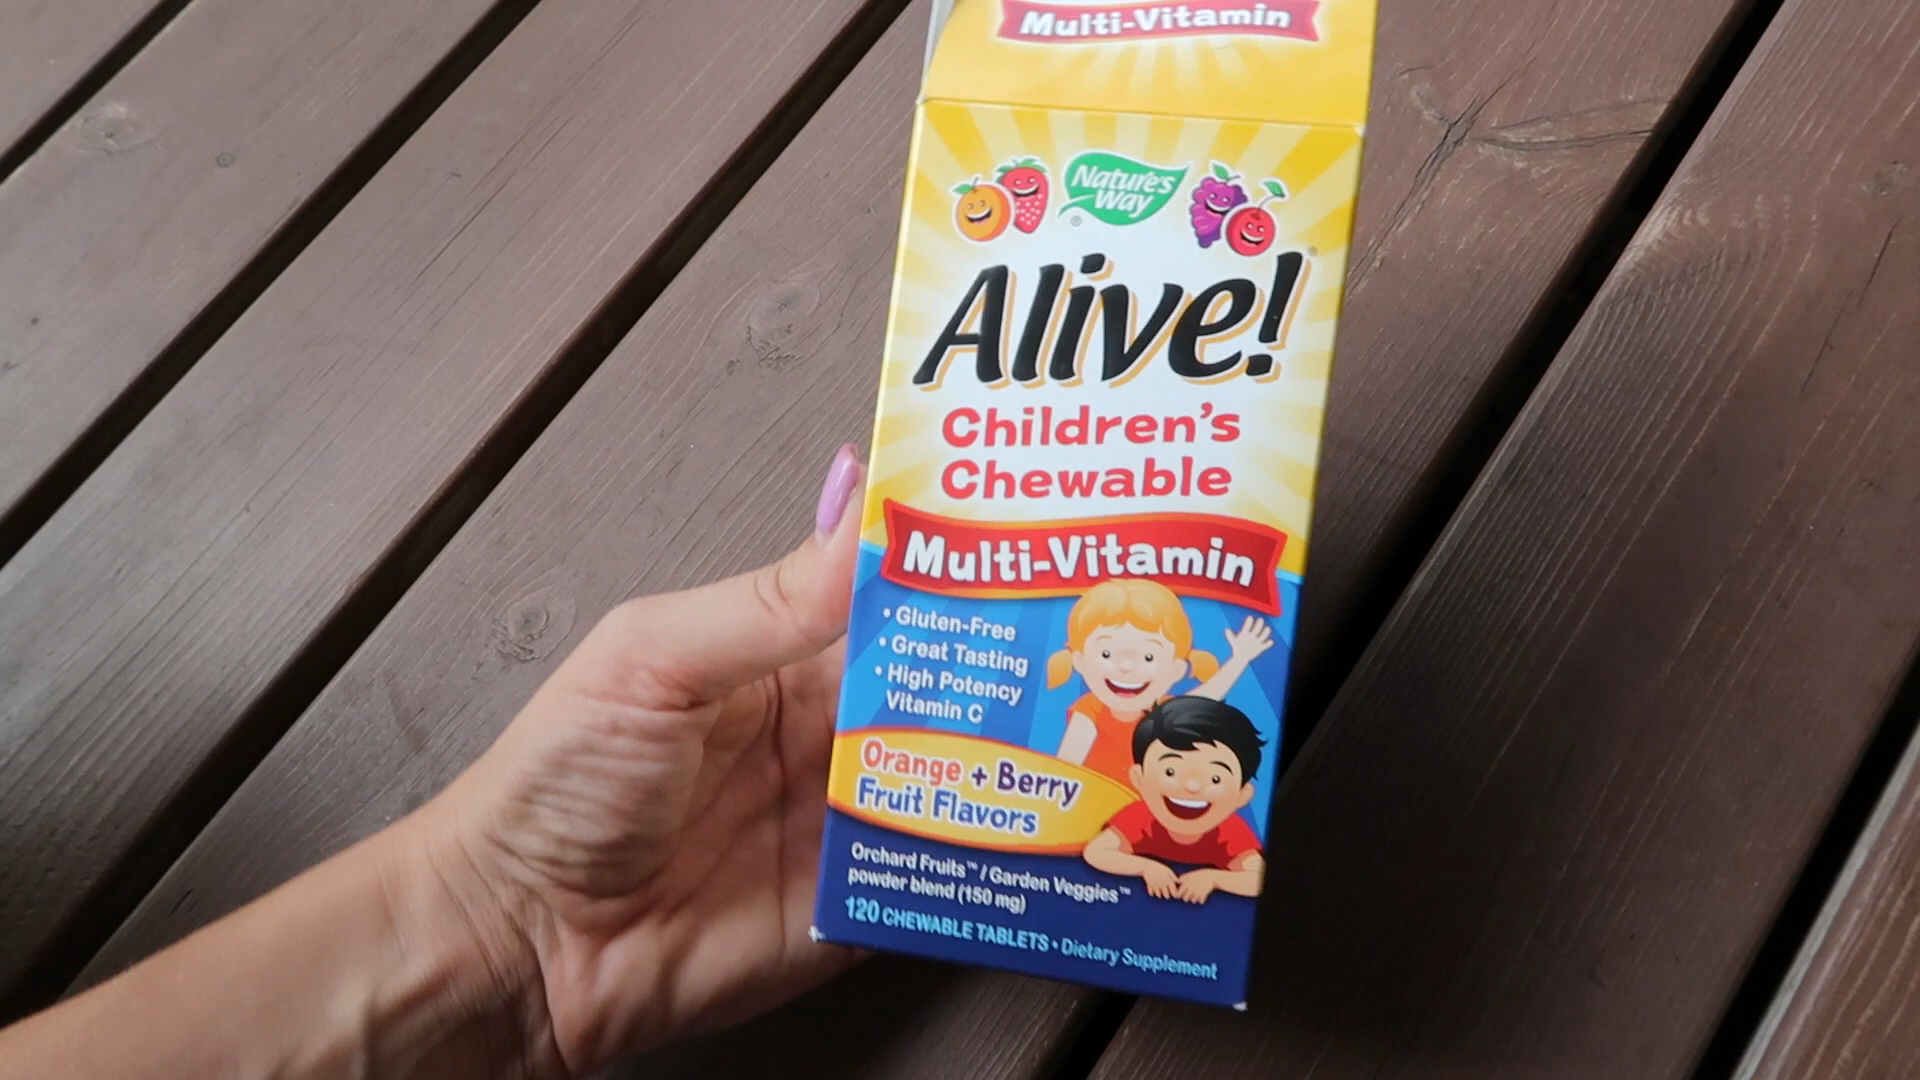 Multi-Vitamin
Nature's
Way®
Alive!®
Children's
Chewable
Multi-Vitamin
• Gluten-Free
• Great Tasting
• High Potency
Vitamin C
Orange + Berry
Fruit Flavors
Orchard Fruits™ / Garden Veggies™
powder blend (150 mg)
120 CHEWABLE TABLETS • Dietary Supplement